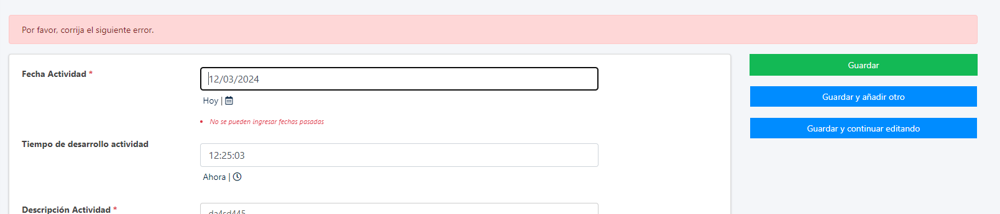 Por favor, corrija el siguiente error.
Fecha Actividad *
12/03/2024
Hoy |
No se pueden ingresar fechas pasadas
Tiempo de desarrollo actividad
12:25:03
Ahora |
Descripción Actividad *
da4sd445
Guardar
Guardar y añadir otro
Guardar y continuar editando